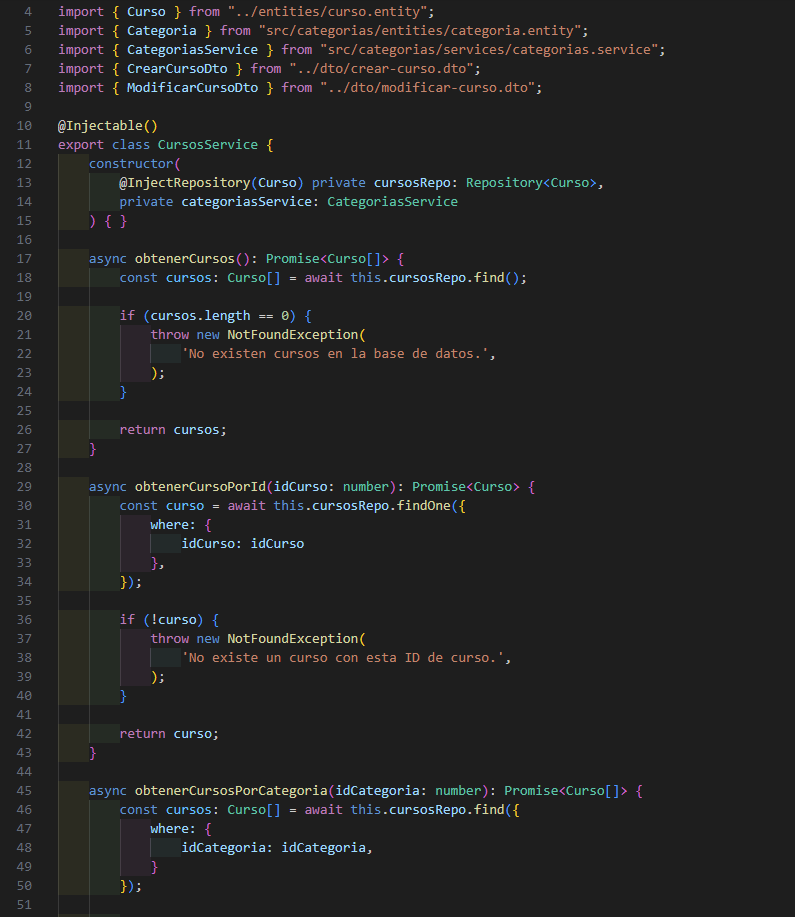 4 import { Curso } from "../entities/curso.entity";
5 import { Categoria } from "src/categorias/entities/categoria.entity";
6 import { CategoriasService } from "src/categorias/services/categorias.service";
7 import { CrearCursoDto } from "../dto/crear-curso.dto";
8 import { ModificarCursoDto } from "../dto/modificar-curso.dto";
9
10 @Injectable()
11 export class CursosService {
12     constructor(
13         @InjectRepository(Curso) private cursosRepo: Repository<Curso>,
14         private categoriasService: CategoriasService
15     ) { }
16
17     async obtenerCursos(): Promise<Curso[]> {
18         const cursos: Curso[] = await this.cursosRepo.find();
19
20         if (cursos.length == 0) {
21             throw new NotFoundException(
22                 'No existen cursos en la base de datos.',
23             );
24         }
25
26         return cursos;
27     }
28
29     async obtenerCursoPorId(idCurso: number): Promise<Curso> {
30         const curso = await this.cursosRepo.findOne({
31             where: {
32                 idCurso: idCurso
33             },
34         });
35
36         if (!curso) {
37             throw new NotFoundException(
38                 'No existe un curso con esta ID de curso.',
39             );
40         }
41
42         return curso;
43     }
44
45     async obtenerCursosPorCategoria(idCategoria: number): Promise<Curso[]> {
46         const cursos: Curso[] = await this.cursosRepo.find({
47             where: {
48                 idCategoria: idCategoria,
49             }
50         });
51